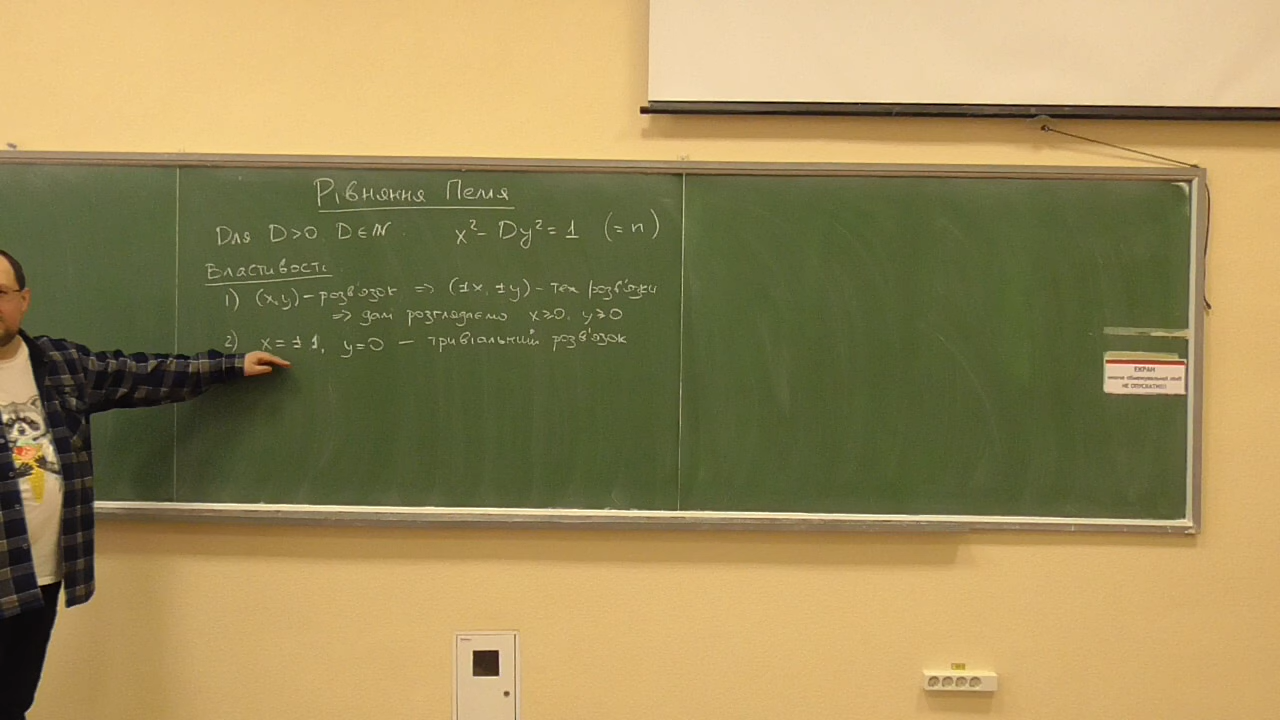 Рівняння Пелля
Для D>0, D∈ℕ: x² - Dy² = 1 (=n)
Властивості:
1) (x,y) – розв'язок ⇒ (±x, ±y) – теж розв'язки
⇒ далі розглядаємо x≥0, y≥0
2) x = ±1, y=0 – тривіальний розв'язок
ЕКРАН
НЕ ОПУСКАТИ!!!